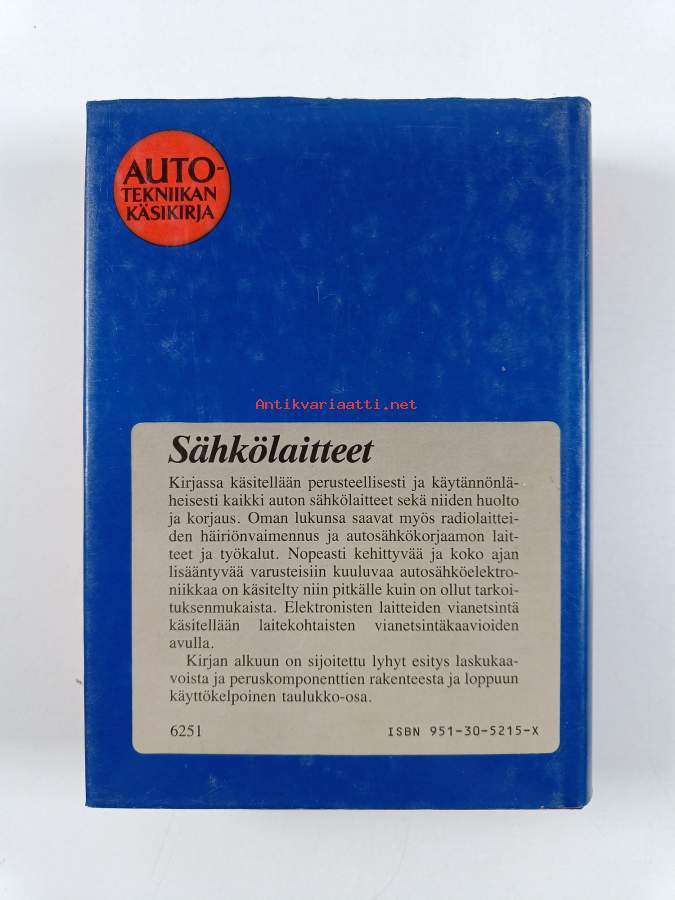 AUTO-
TEKNIIKAN
KÄSIKIRJA
Antikvariaatti.net
Sähkölaitteet
Kirjassa käsitellään perusteellisesti ja käytännönlä-
heisesti kaikki auton sähkölaitteet sekä niiden huolto
ja korjaus. Oman lukunsa saavat myös radiolaittei-
den häiriönvaimennus ja autosähkökorjaamon lait-
teet ja työkalut. Nopeasti kehittyvää ja koko ajan
lisääntyvää varusteisiin kuuluvaa autosähköelektro-
niikkaa on käsitelty niin pitkälle kuin on ollut tarkoi-
tuksenmukaista. Elektronisten laitteiden vianetsintä
käsitellään laitekohtaisten vianetsintäkaavioiden
avulla.
Kirjan alkuun on sijoitettu lyhyt esitys laskukaa-
voista ja peruskomponenttien rakenteesta ja loppuun
käyttökelpoinen taulukko-osa.
6251 ISBN 951-30-5215-X